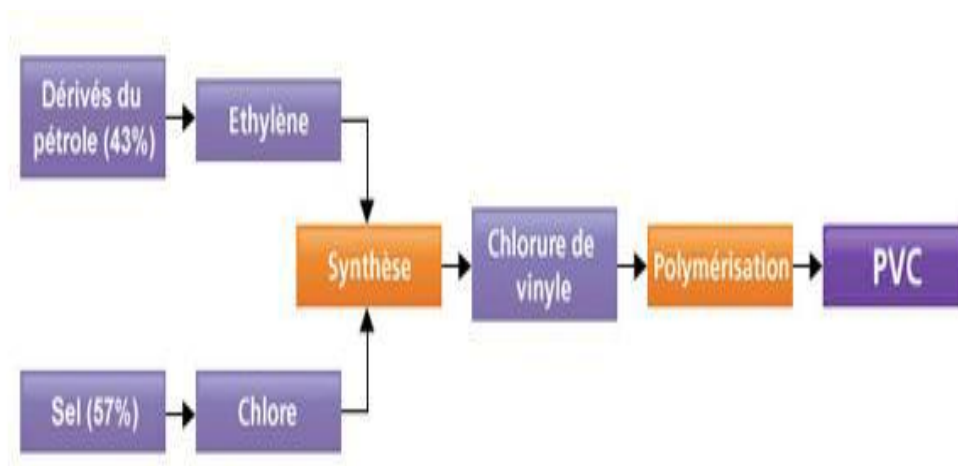 Dérivés du
pétrole (43%)
Ethylène
Synthèse
Chlorure de
vinyle
Polymérisation
PVC
Sel (57%)
Chlore